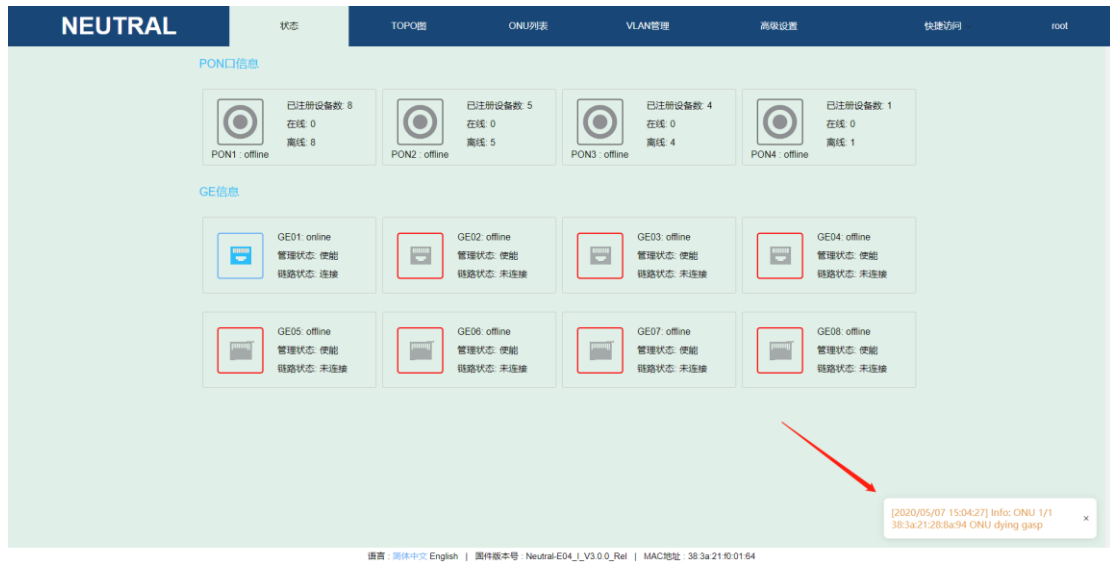 NEUTRAL 状态 TOPO图 ONU列表 VLAN管理 高级设置 快捷访问 root
PON口信息
已注册设备数: 8
在线: 0
离线: 8
PON1 : offline
已注册设备数: 5
在线: 0
离线: 5
PON2 : offline
已注册设备数: 4
在线: 0
离线: 4
PON3 : offline
已注册设备数: 1
在线: 0
离线: 1
PON4 : offline
GE信息
GE01: online
管理状态: 使能
链路状态: 连接
GE02: offline
管理状态: 使能
链路状态: 未连接
GE03: offline
管理状态: 使能
链路状态: 未连接
GE04: offline
管理状态: 使能
链路状态: 未连接
GE05: offline
管理状态: 使能
链路状态: 未连接
GE06: offline
管理状态: 使能
链路状态: 未连接
GE07: offline
管理状态: 使能
链路状态: 未连接
GE08: offline
管理状态: 使能
链路状态: 未连接
[2020/05/07 15:04:27] Info: ONU 1/1
38:3a:21:28:8a:94 ONU dying gasp ×
语言 : 简体中文 English | 固件版本号 : Neutral-E04_I_V3.0.0_Rel | MAC地址 : 38:3a:21:f0:01:64